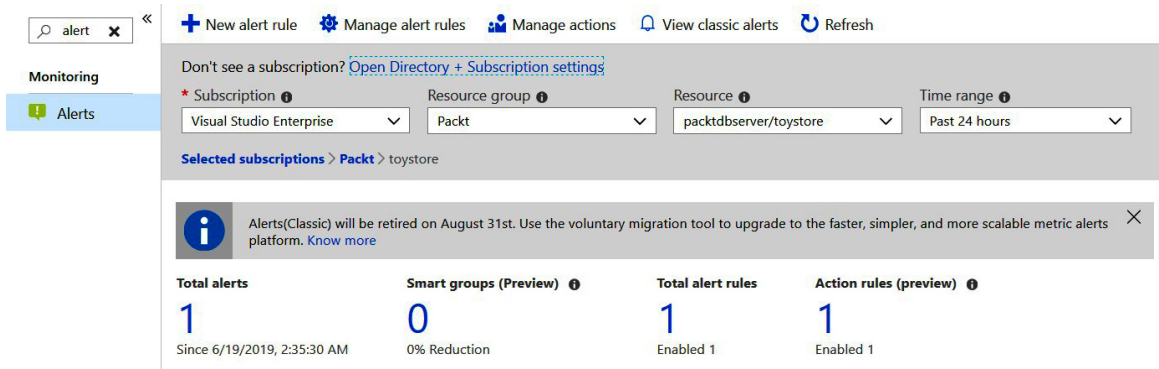 alert
«
New alert rule
Manage alert rules
Manage actions
View classic alerts
Refresh
Monitoring
Alerts
Don't see a subscription? Open Directory + Subscription settings
* Subscription
Resource group
Resource
Time range
Visual Studio Enterprise
Packt
packtdbserver/toystore
Past 24 hours
Selected subscriptions > Packt > toystore
Alerts(Classic) will be retired on August 31st. Use the voluntary migration tool to upgrade to the faster, simpler, and more scalable metric alerts
platform. Know more
Total alerts
Smart groups (Preview)
Total alert rules
Action rules (preview)
1
0
1
1
Since 6/19/2019, 2:35:30 AM
0% Reduction
Enabled 1
Enabled 1